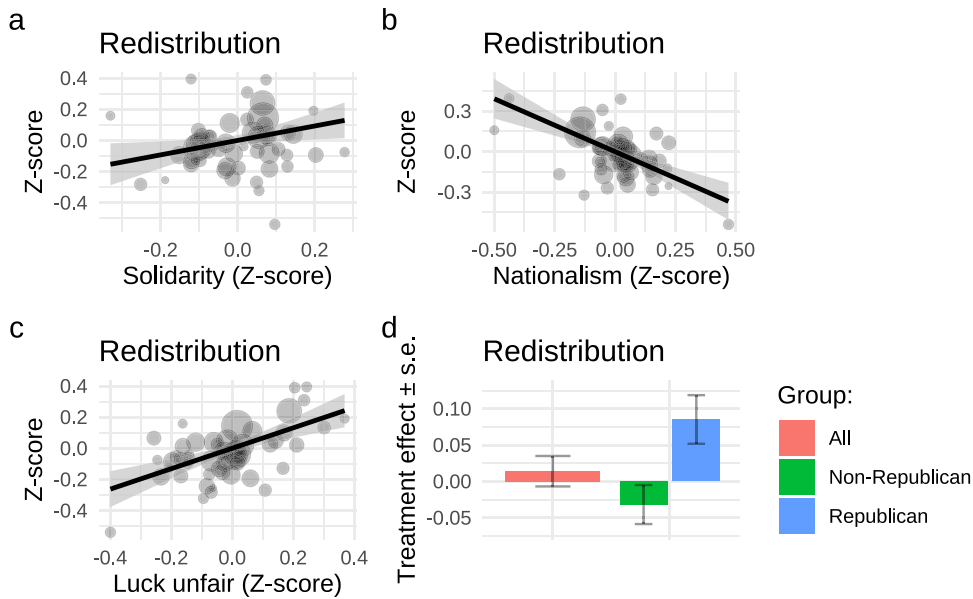 a
Redistribution
Z-score
0.4
0.2
0.0
-0.2
-0.4
-0.2
0.0
0.2
Solidarity (Z-score)
b
Redistribution
Z-score
0.3
0.0
-0.3
-0.50
-0.25
0.00
0.25
0.50
Nationalism (Z-score)
c
Redistribution
Z-score
0.4
0.2
0.0
-0.2
-0.4
-0.4
-0.2
0.0
0.2
0.4
Luck unfair (Z-score)
d
Redistribution
Treatment effect ± s.e.
0.10
0.05
0.00
-0.05
Group:
All
Non-Republican
Republican